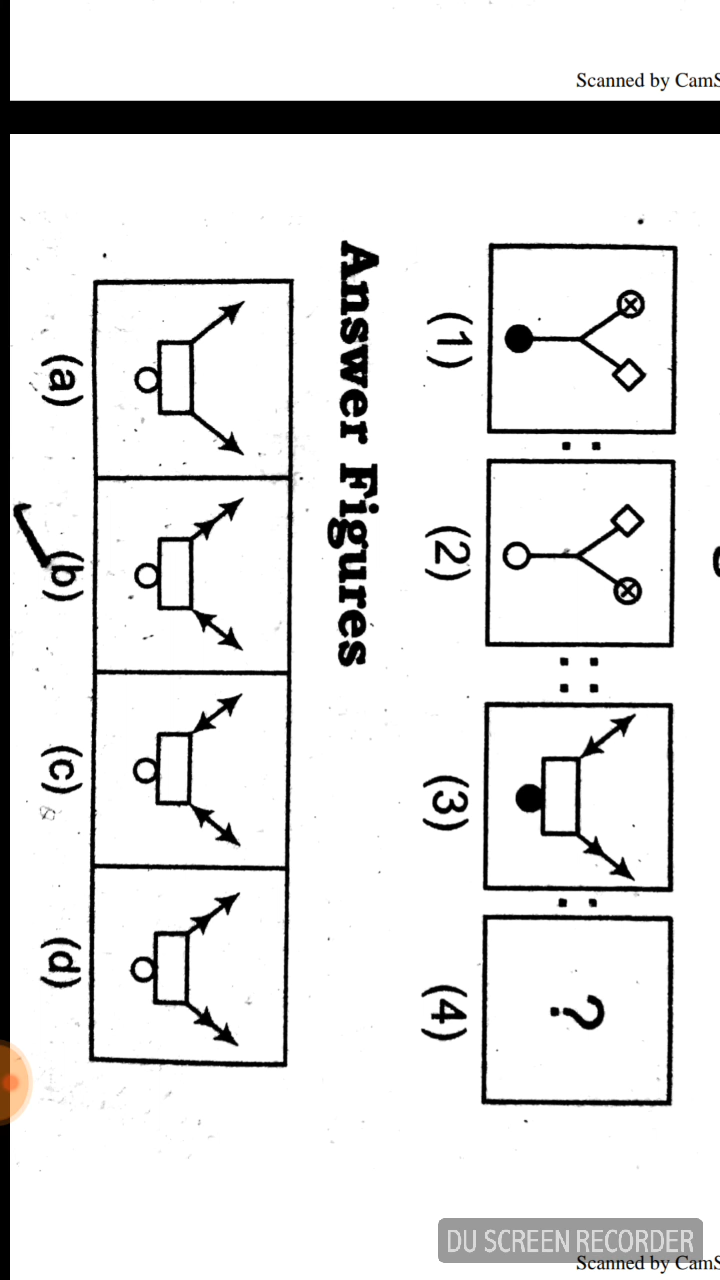 Scanned by CamS
(1)
(2)
(3)
(4)
?
Answer Figures
(a)
(b)
(c)
(d)
DU SCREEN RECORDER
Scanned by CamS